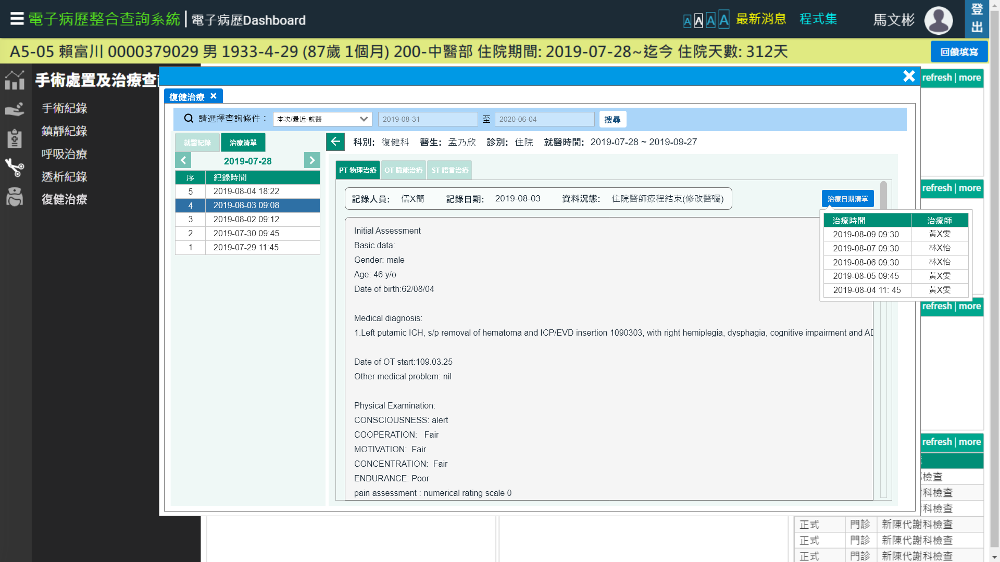 電子病歷整合查詢系統 | 電子病歷Dashboard
A A A A 最新消息 程式集 馬文彬 登出
A5-05 賴富川 0000379029 男 1933-4-29 (87歲 1個月) 200-中醫部 住院期間: 2019-07-28~迄今 住院天數: 312天
回饋填寫
手術處置及治療查
手術紀錄
鎮靜紀錄
呼吸治療
透析紀錄
復健治療
復健治療
請選擇查詢條件： 本次/最近-就醫 2019-08-31 至 2020-06-04 搜尋
就醫紀錄 治療清單
2019-07-28
序 紀錄時間
5 2019-08-04 18:22
4 2019-08-03 09:08
3 2019-08-02 09:12
2 2019-07-30 09:45
1 2019-07-29 11:45
科別: 復健科 醫生: 孟乃欣 診別: 住院 就醫時間: 2019-07-28 ~ 2019-09-27
PT 物理治療 OT 職能治療 ST 語言治療
記錄人員: 儒X簡 記錄日期: 2019-08-03 資料況態: 住院醫師療程結束(修改醫囑)
治療日期清單
治療時間 治療師
2019-08-09 09:30 黃X雯
2019-08-07 09:30 林X怡
2019-08-06 09:30 林X怡
2019-08-05 09:45 黃X雯
2019-08-04 11: 45 黃X雯
Initial Assessment
Basic data:
Gender: male
Age: 46 y/o
Date of birth:62/08/04
Medical diagnosis:
1.Left putamic ICH, s/p removal of hematoma and ICP/EVD insertion 1090303, with right hemiplegia, dysphagia, cognitive impairment and AD
Date of OT start:109.03.25
Other medical problem: nil
Physical Examination:
CONSCIOUSNESS: alert
COOPERATION: Fair
MOTIVATION: Fair
CONCENTRATION: Fair
ENDURANCE: Poor
pain assessment : numerical rating scale 0
refresh | more
refresh | more
refresh | more
refresh | more
檢查
科檢查
科檢查
正式 門診 新陳代謝科檢查
正式 門診 新陳代謝科檢查
正式 門診 新陳代謝科檢查